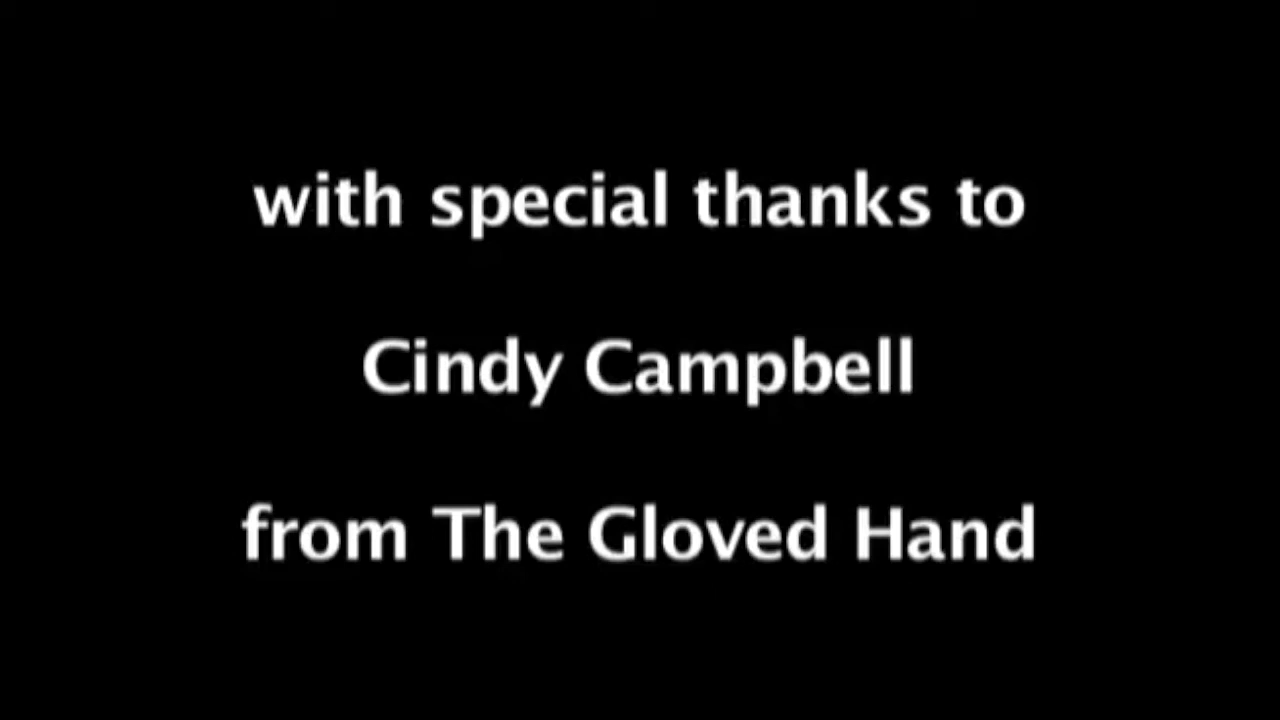 with special thanks to
Cindy Campbell
from The Gloved Hand